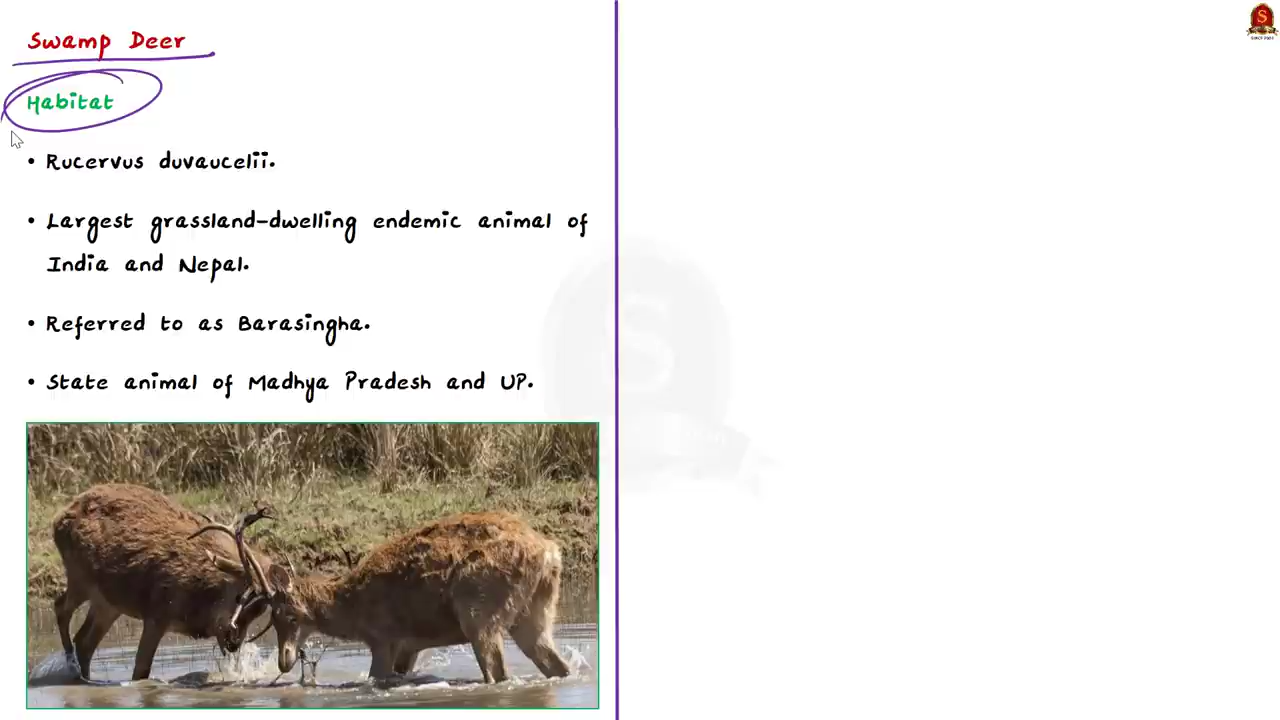 Swamp Deer
Habitat
• Rucervus duvaucelii.
• Largest grassland-dwelling endemic animal of
India and Nepal.
• Referred to as Barasingha.
• State animal of Madhya Pradesh and UP.
S